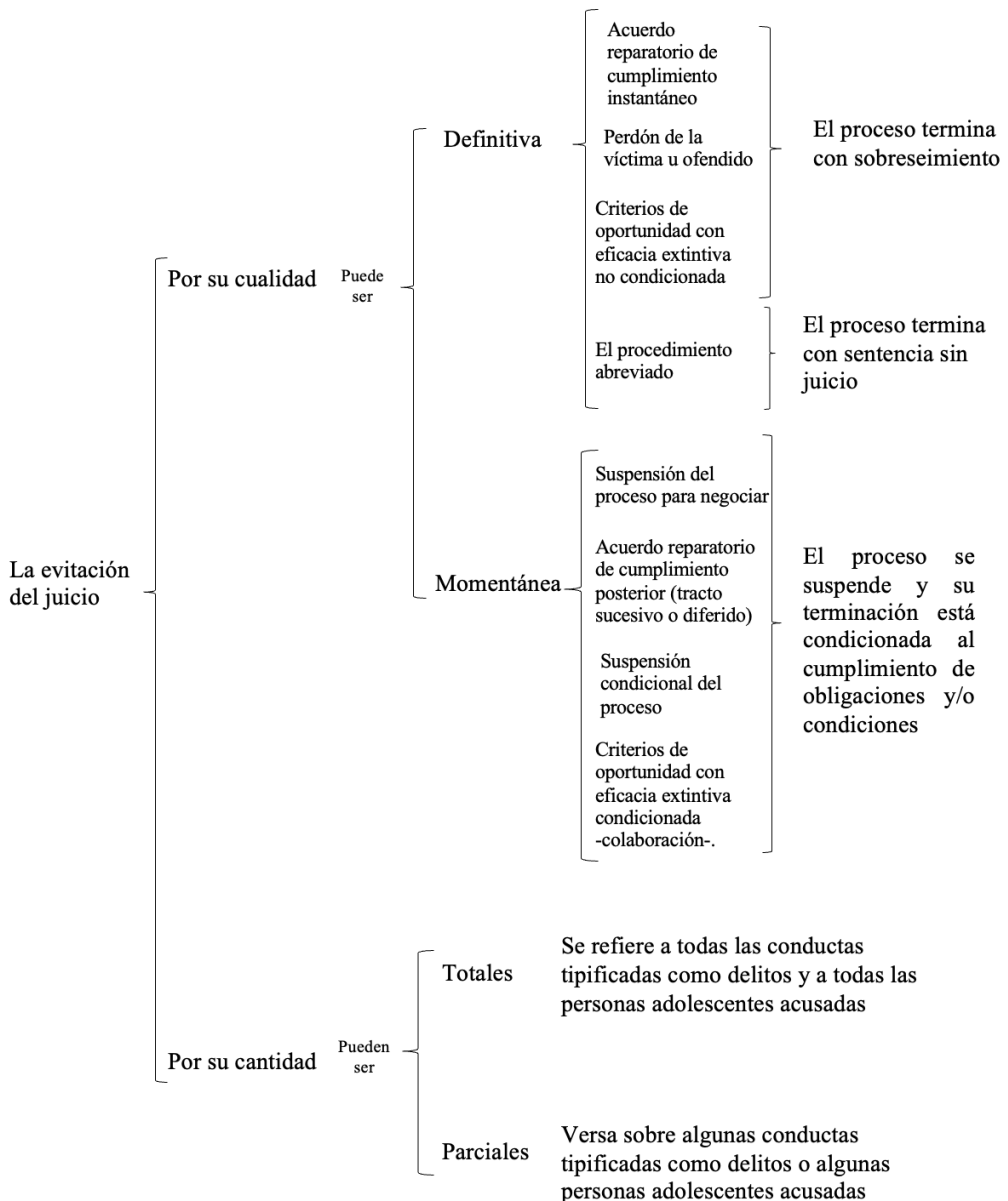 La evitación
del juicio
Por su cualidad
Puede
ser
Definitiva
Acuerdo
reparatorio de
cumplimiento
instantáneo
Perdón de la
víctima u ofendido
Criterios de
oportunidad con
eficacia extintiva
no condicionada
El proceso termina
con sobreseimiento
El procedimiento
abreviado
El proceso termina
con sentencia sin
juicio
Momentánea
Suspensión del
proceso para negociar
Acuerdo reparatorio
de cumplimiento
posterior (tracto
sucesivo o diferido)
Suspensión
condicional del
proceso
Criterios de
oportunidad con
eficacia extintiva
condicionada
-colaboración-.
El proceso se
suspende y su
terminación está
condicionada al
cumplimiento de
obligaciones y/o
condiciones
Por su cantidad
Pueden
ser
Totales
Se refiere a todas las conductas
tipificadas como delitos y a todas las
personas adolescentes acusadas
Parciales
Versa sobre algunas conductas
tipificadas como delitos o algunas
personas adolescentes acusadas